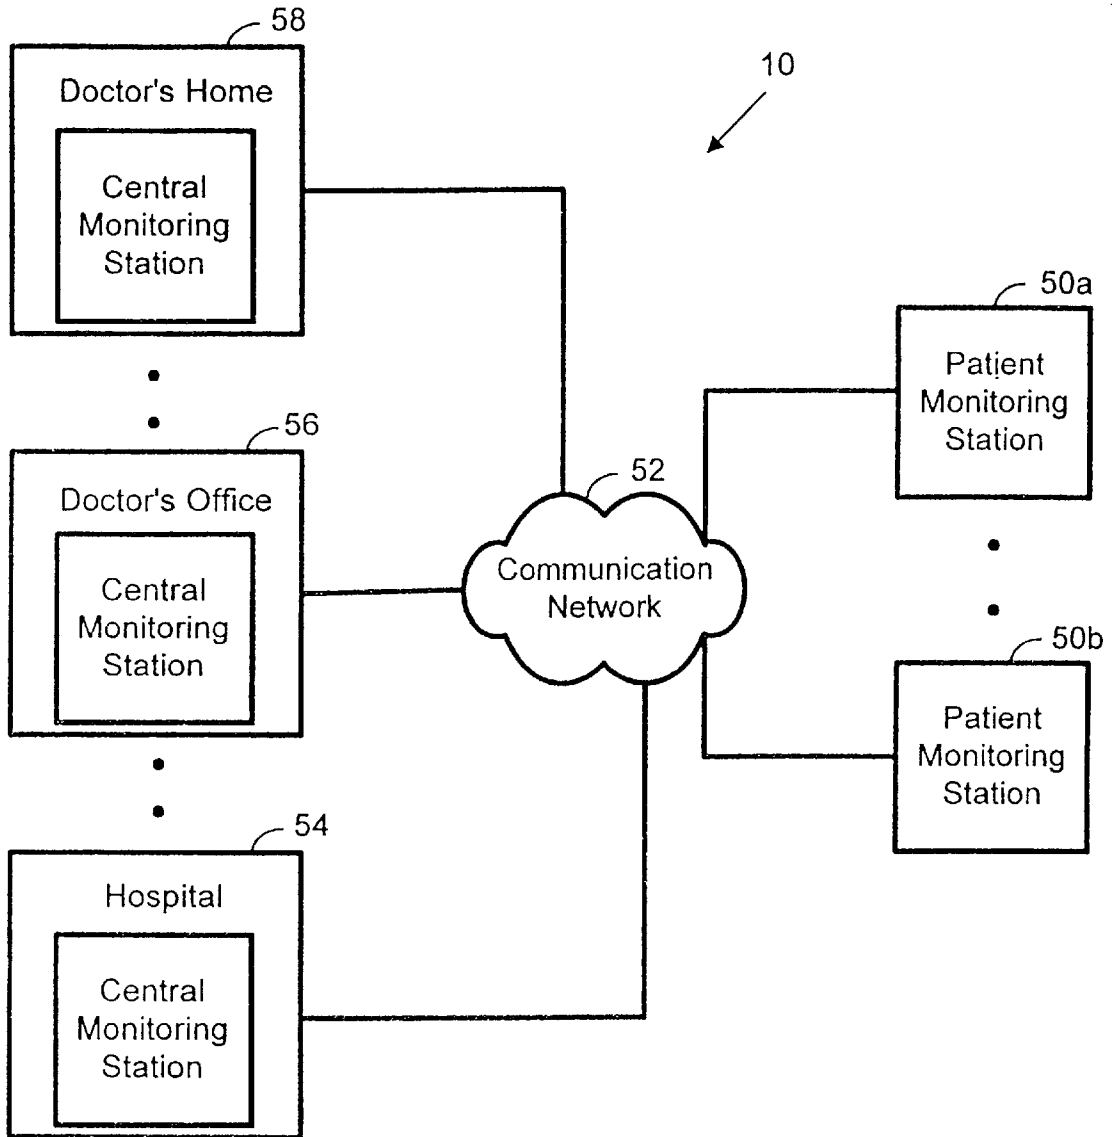 58
Doctor's Home
Central
Monitoring
Station
10
50a
Patient
Monitoring
Station
56
Doctor's Office
Central
Monitoring
Station
52
Communication
Network
50b
Patient
Monitoring
Station
54
Hospital
Central
Monitoring
Station